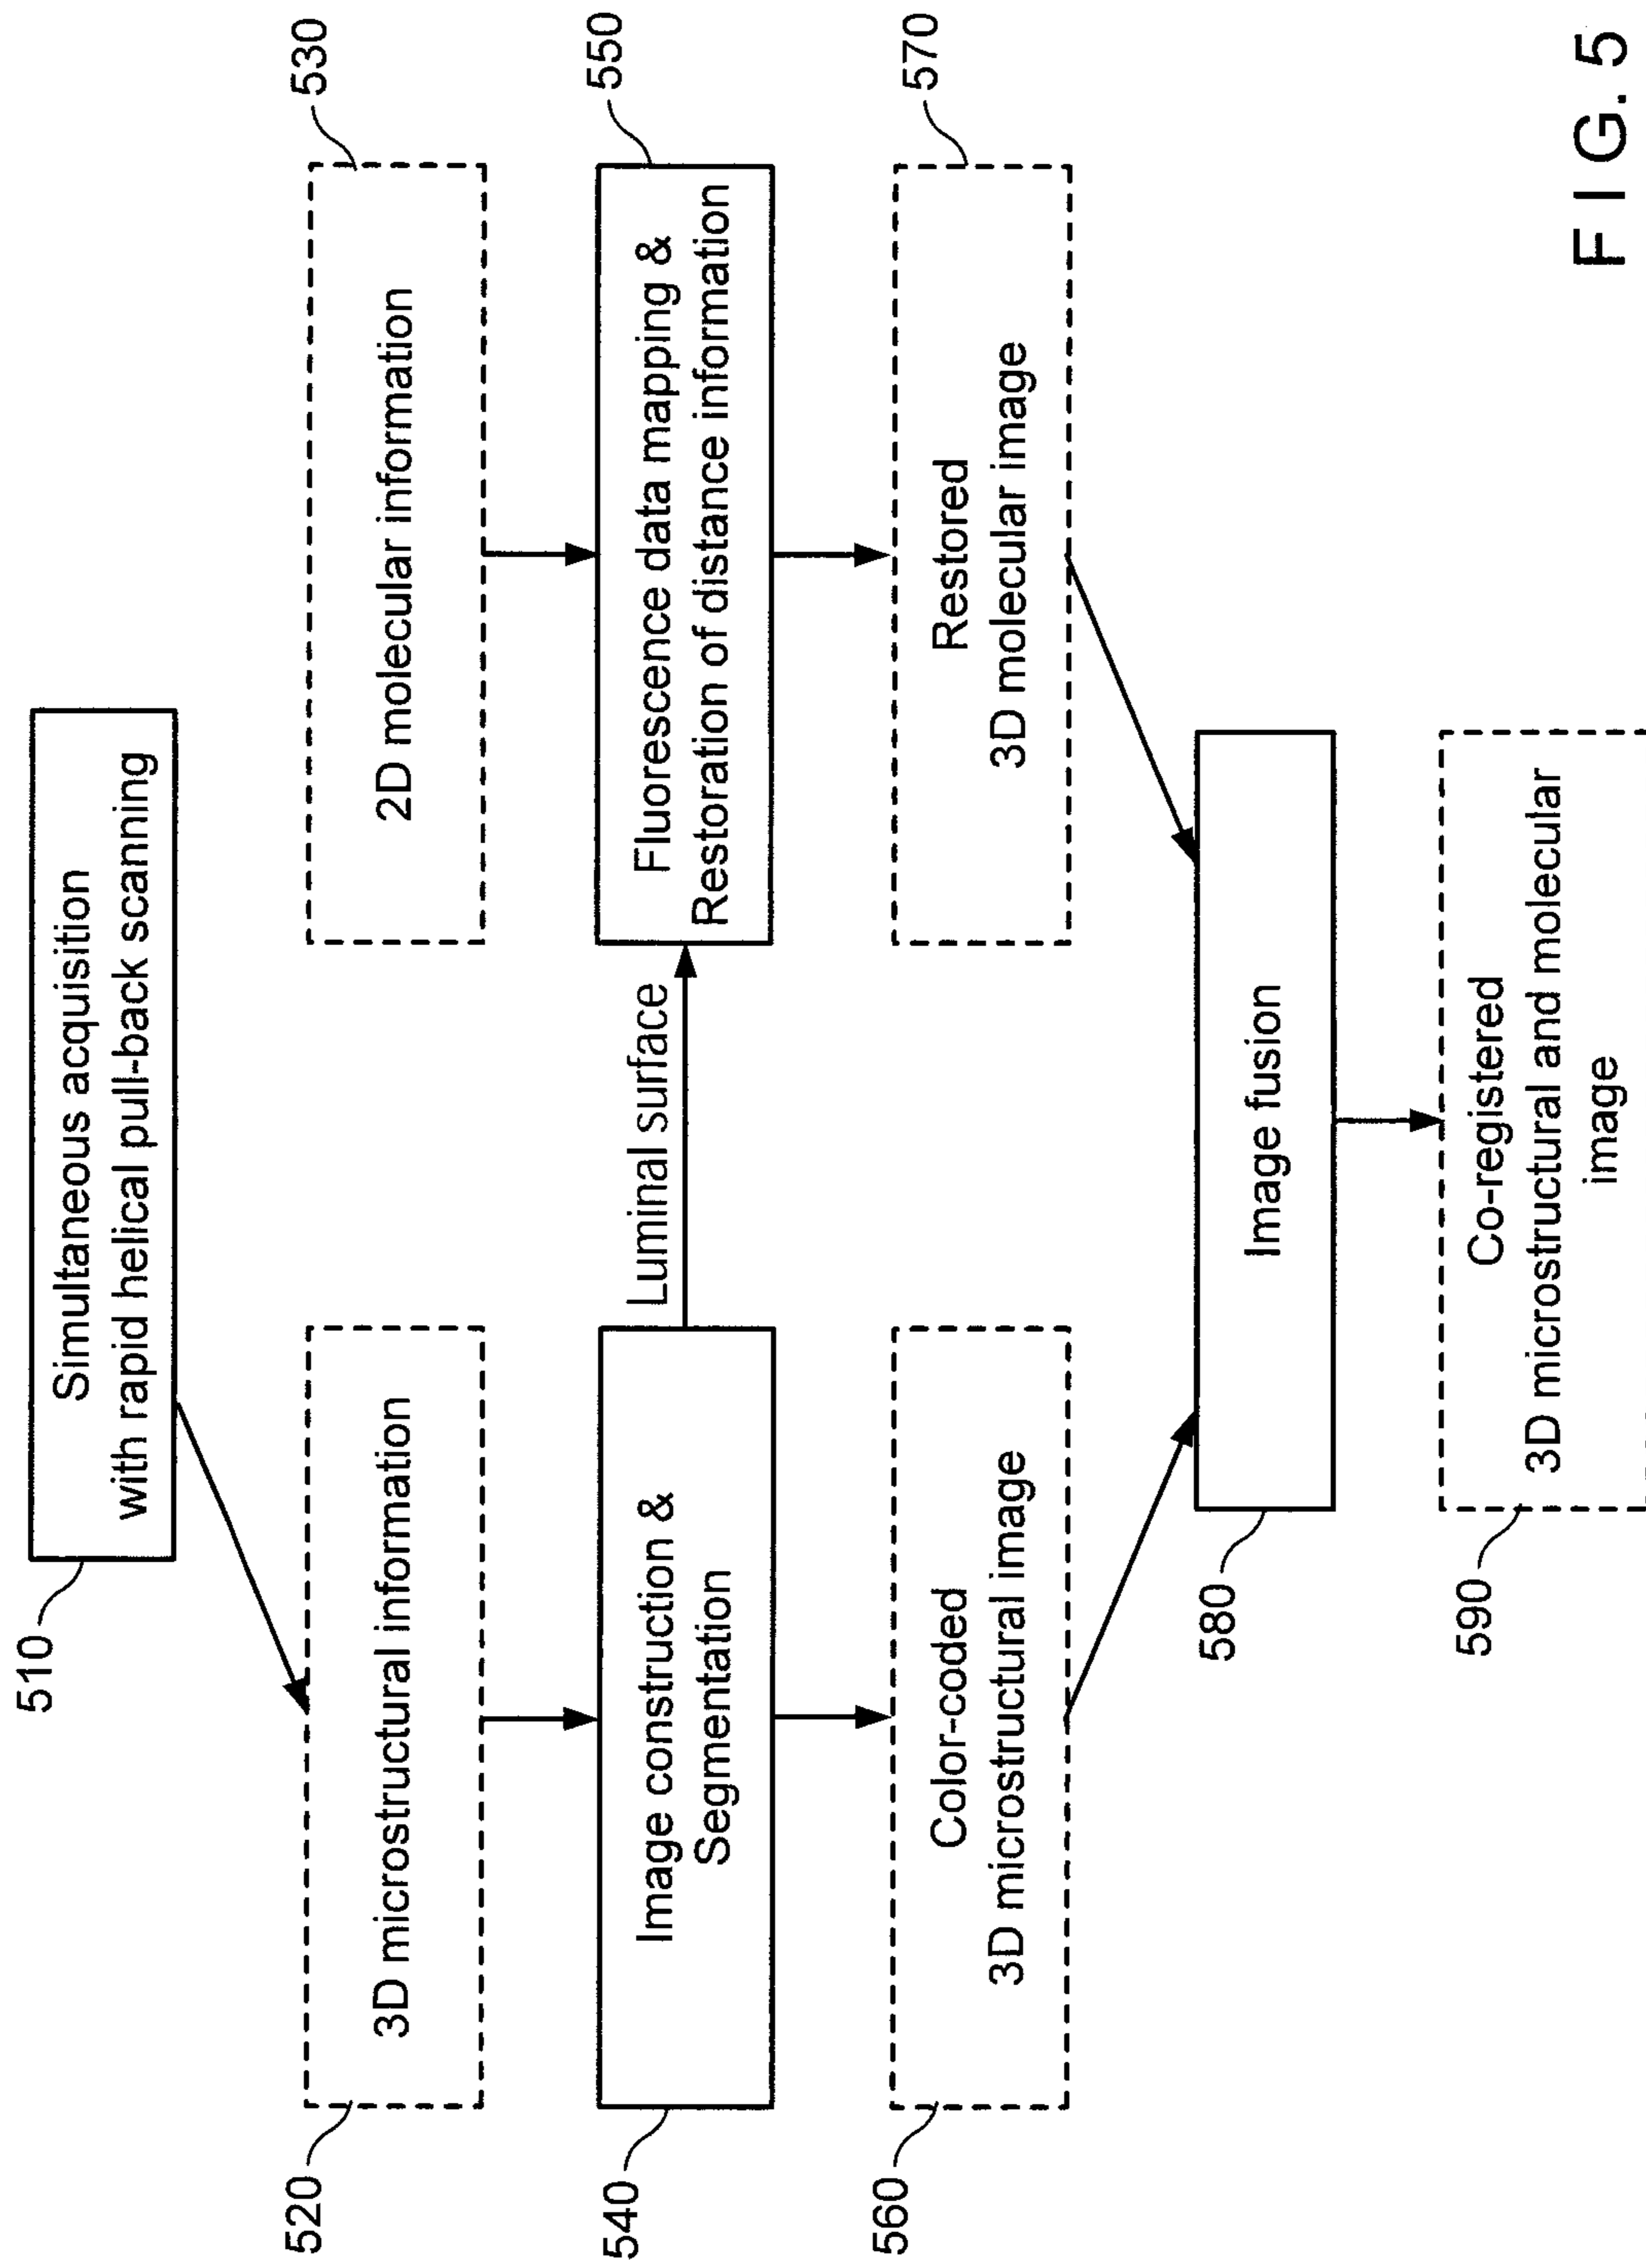 510
Simultaneous acquisition
with rapid helical pull-back scanning
520
3D microstructural information
530
2D molecular information
540
Image construction &
Segmentation
Luminal surface
550
Fluorescence data mapping &
Restoration of distance information
560
Color-coded
3D microstructural image
570
Restored
3D molecular image
580
Image fusion
590
Co-registered
3D microstructural and molecular
image
FIG. 5